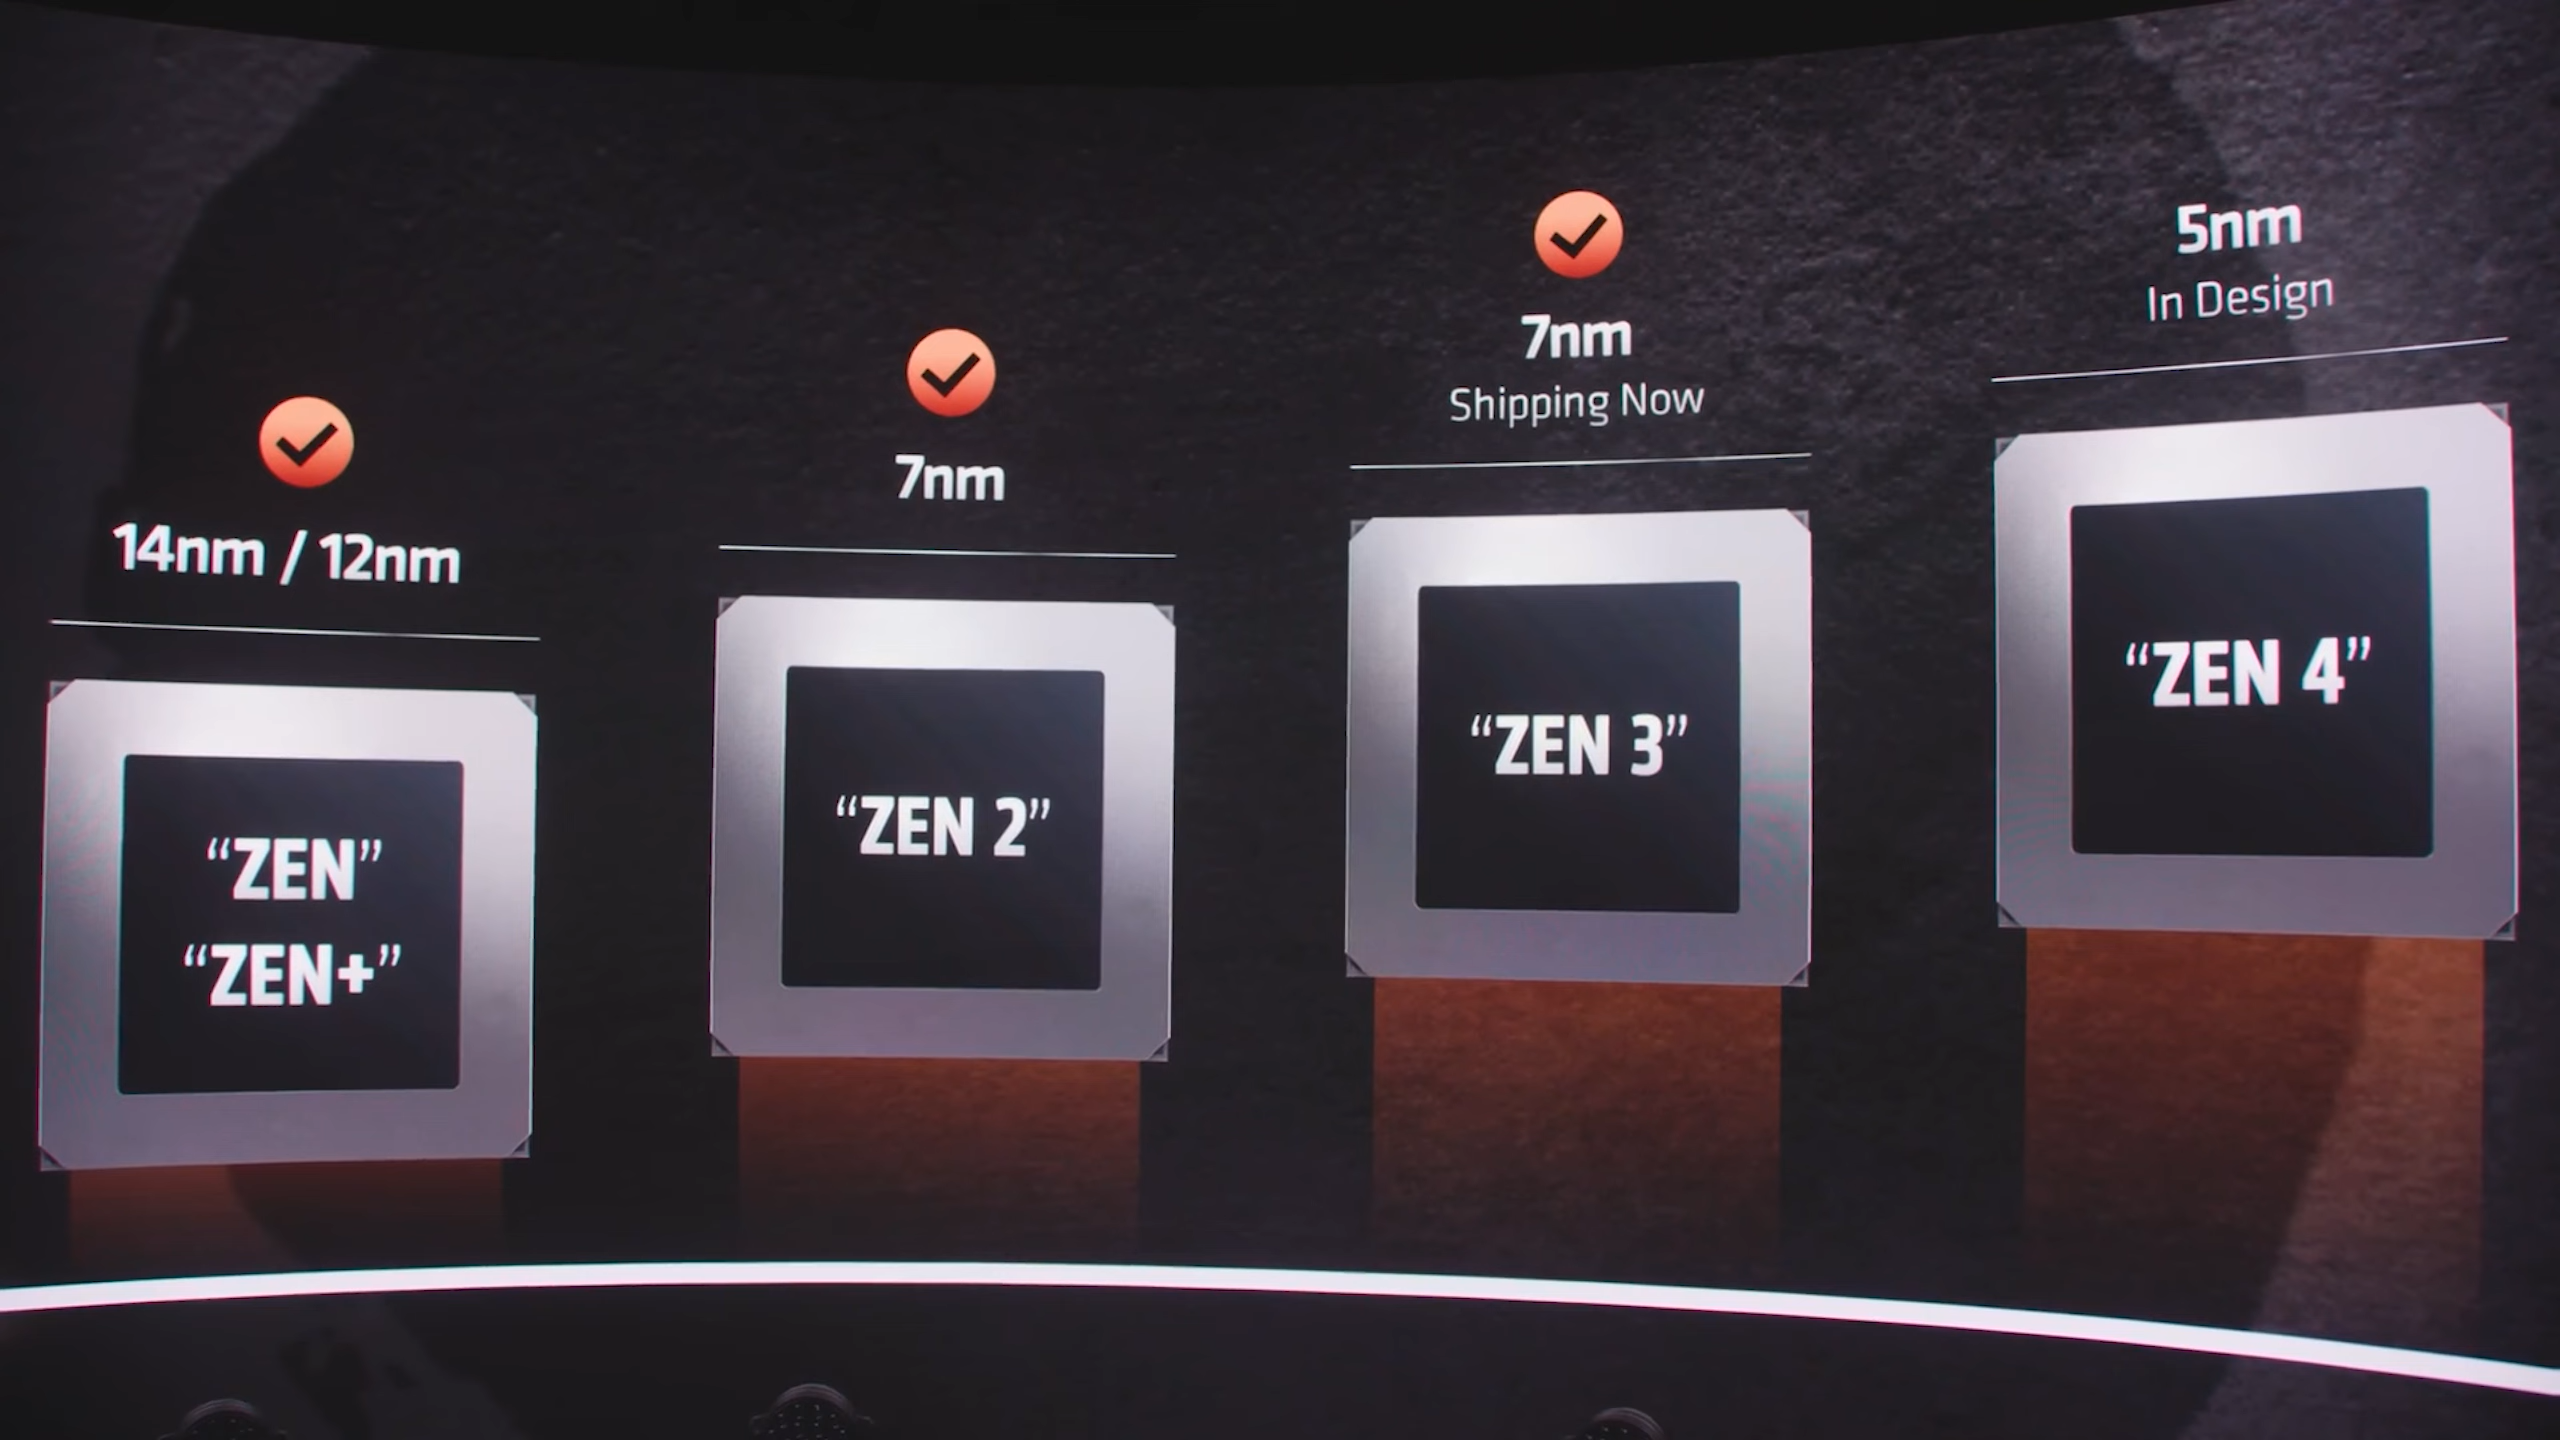 14nm / 12nm
“ZEN”
“ZEN+”
7nm
“ZEN 2”
7nm
Shipping Now
“ZEN 3”
5nm
In Design
“ZEN 4”